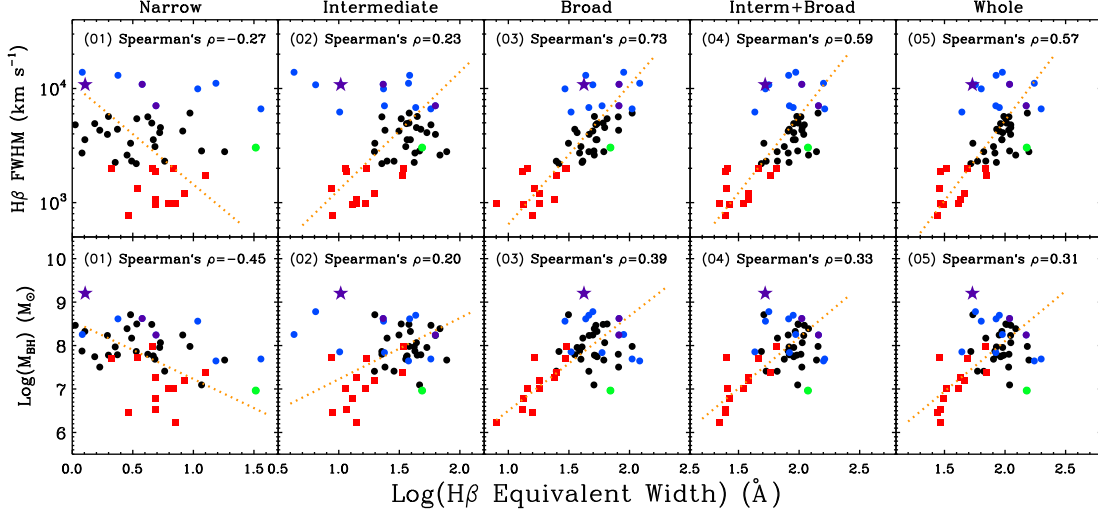 Narrow Intermediate Broad Interm+Broad Whole
(01) Spearman's ρ=−0.27 (02) Spearman's ρ=0.23 (03) Spearman's ρ=0.73 (04) Spearman's ρ=0.59 (05) Spearman's ρ=0.57
Hβ FWHM (km s⁻¹)
10⁴
10³
(01) Spearman's ρ=−0.45 (02) Spearman's ρ=0.20 (03) Spearman's ρ=0.39 (04) Spearman's ρ=0.33 (05) Spearman's ρ=0.31
Log(M_BH) (M_⊙)
10
9
8
7
6
0.0 0.5 1.0 1.5 0.5 1.0 1.5 2.0 1.0 1.5 2.0 2.5 1.5 2.0 2.5 1.5 2.0 2.5
Log(Hβ Equivalent Width) (Å)